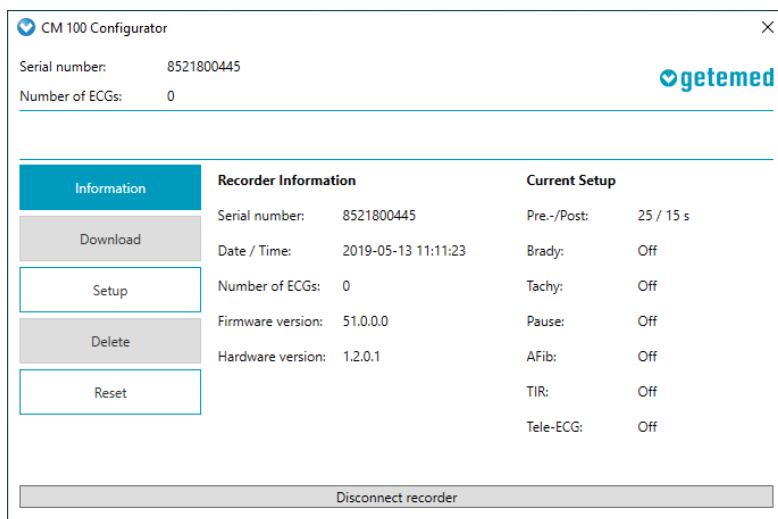 CM 100 Configurator
Serial number: 8521800445
getemed
Number of ECGs: 0
Information
Download
Setup
Delete
Reset
Recorder Information
Serial number: 8521800445
Date / Time: 2019-05-13 11:11:23
Number of ECGs: 0
Firmware version: 51.0.0.0
Hardware version: 1.2.0.1
Current Setup
Pre.-/Post: 25 / 15 s
Brady: Off
Tachy: Off
Pause: Off
AFib: Off
TIR: Off
Tele-ECG: Off
Disconnect recorder